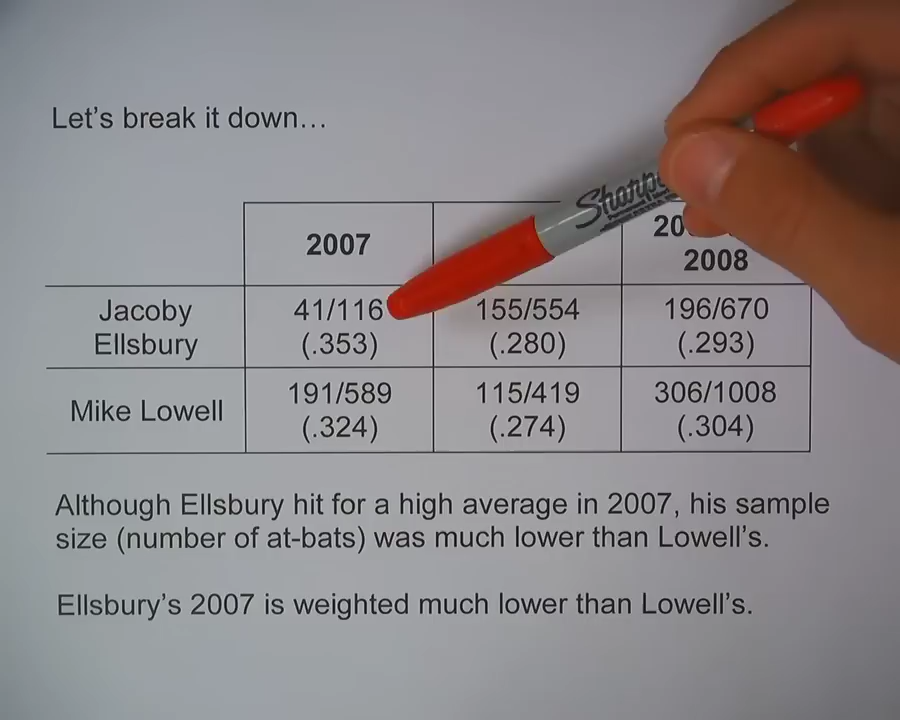 Let's break it down…
Sharpie
2007
20
2008
Jacoby
Ellsbury
41/116
(.353)
155/554
(.280)
196/670
(.293)
Mike Lowell
191/589
(.324)
115/419
(.274)
306/1008
(.304)
Although Ellsbury hit for a high average in 2007, his sample
size (number of at-bats) was much lower than Lowell's.
Ellsbury's 2007 is weighted much lower than Lowell's.